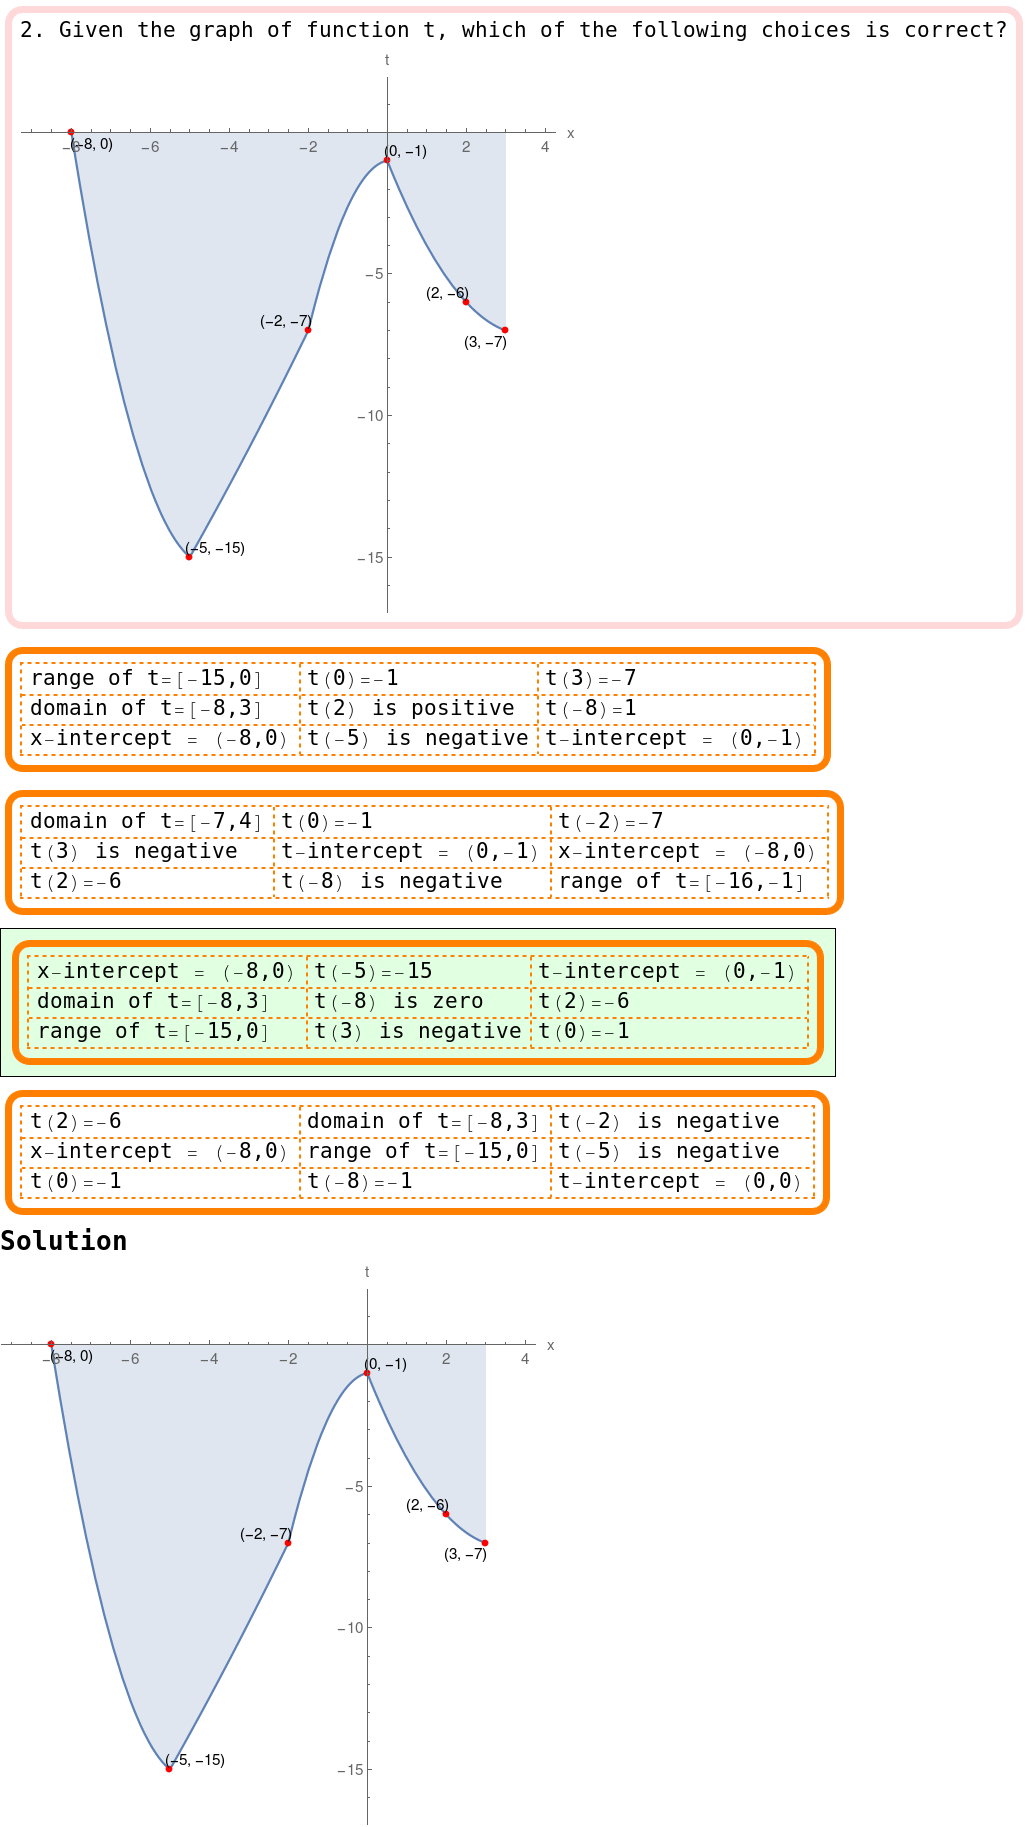 2. Given the graph of function t, which of the following choices is correct?
t
x
(−8, 0)
−8 −6 −4 −2 2 4
(0, −1)
−5
(2, −6)
(−2, −7)
(3, −7)
−10
(−5, −15)
−15
range of t=[-15,0] t(0)=-1 t(3)=-7
domain of t=[-8,3] t(2) is positive t(-8)=1
x-intercept = (-8,0) t(-5) is negative t-intercept = (0,-1)
domain of t=[-7,4] t(0)=-1 t(-2)=-7
t(3) is negative t-intercept = (0,-1) x-intercept = (-8,0)
t(2)=-6 t(-8) is negative range of t=[-16,-1]
x-intercept = (-8,0) t(-5)=-15 t-intercept = (0,-1)
domain of t=[-8,3] t(-8) is zero t(2)=-6
range of t=[-15,0] t(3) is negative t(0)=-1
t(2)=-6 domain of t=[-8,3] t(-2) is negative
x-intercept = (-8,0) range of t=[-15,0] t(-5) is negative
t(0)=-1 t(-8)=-1 t-intercept = (0,0)
Solution
t
x
(−8, 0)
−8 −6 −4 −2 2 4
(0, −1)
−5
(2, −6)
(−2, −7)
(3, −7)
−10
(−5, −15)
−15